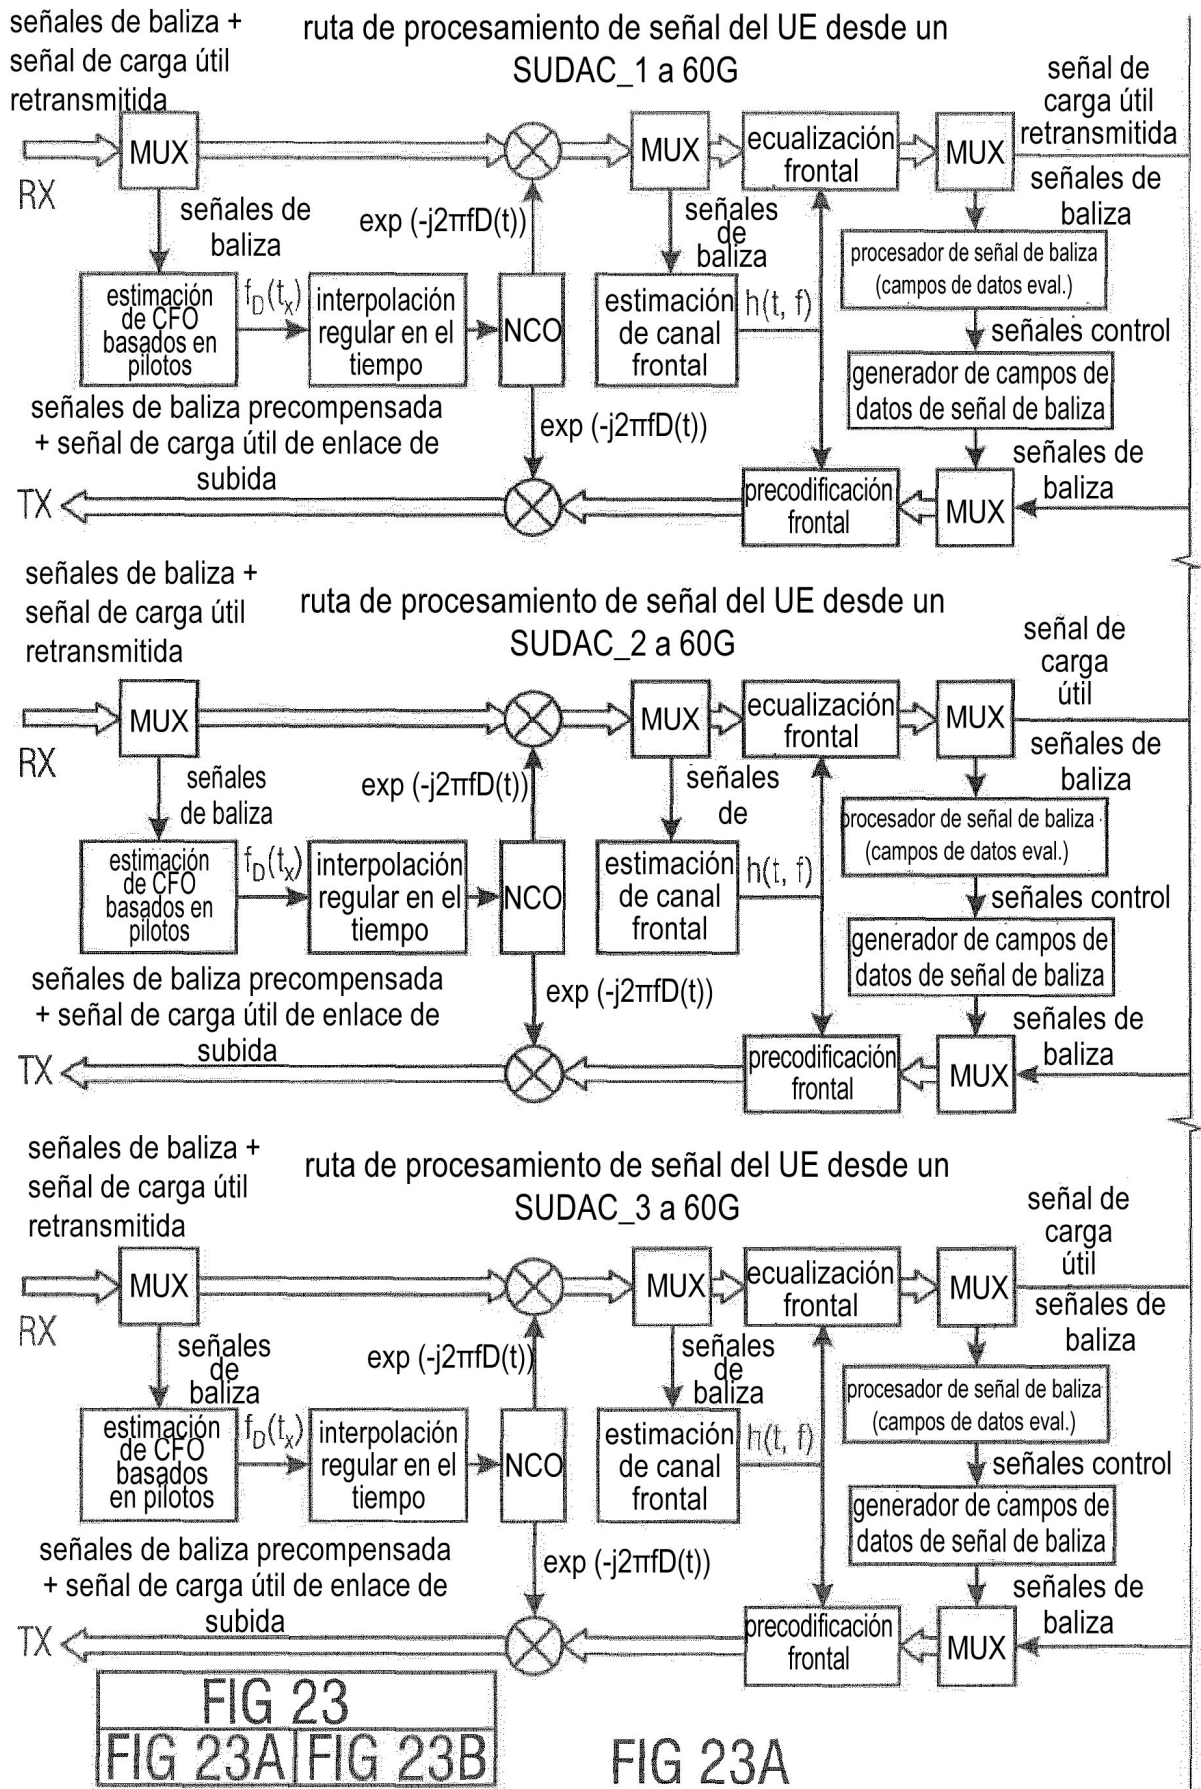 señales de baliza +
señal de carga útil
retransmitida
ruta de procesamiento de señal del UE desde un
SUDAC_1 a 60G
señal de
carga útil
retransmitida
RX
MUX
MUX
ecualización
frontal
MUX
señales de
baliza
exp (-j2πfD(t))
señales
de
baliza
señales de
baliza
procesador de señal de baliza
(campos de datos eval.)
estimación
de CFO
basados en
pilotos
fD(tx)
interpolación
regular en el
tiempo
NCO
estimación
de canal
frontal
h(t, f)
señales control
generador de campos de
datos de señal de baliza
señales de baliza precompensada
+ señal de carga útil de enlace de
subida
exp (-j2πfD(t))
señales de
baliza
TX
precodificación
frontal
MUX
señales de baliza +
señal de carga útil
retransmitida
ruta de procesamiento de señal del UE desde un
SUDAC_2 a 60G
señal de
carga
útil
RX
MUX
MUX
ecualización
frontal
MUX
señales
de baliza
exp (-j2πfD(t))
señales
de
señales de
baliza
procesador de señal de baliza
(campos de datos eval.)
estimación
de CFO
basados en
pilotos
fD(tx)
interpolación
regular en el
tiempo
NCO
estimación
de canal
frontal
h(t, f)
señales control
generador de campos de
datos de señal de baliza
señales de baliza precompensada
+ señal de carga útil de enlace de
subida
exp (-j2πfD(t))
señales de
baliza
TX
precodificación
frontal
MUX
señales de baliza +
señal de carga útil
retransmitida
ruta de procesamiento de señal del UE desde un
SUDAC_3 a 60G
señal de
carga
útil
RX
MUX
MUX
ecualización
frontal
MUX
señales
de
baliza
exp (-j2πfD(t))
señales
de
baliza
señales de
baliza
procesador de señal de baliza
(campos de datos eval.)
estimación
de CFO
basados
en pilotos
fD(tx)
interpolación
regular en el
tiempo
NCO
estimación
de canal
frontal
h(t, f)
señales control
generador de campos de
datos de señal de baliza
señales de baliza precompensada
+ señal de carga útil de enlace de
subida
exp (-j2πfD(t))
señales de
baliza
TX
precodificación
frontal
MUX
FIG 23
FIG 23A FIG 23B
FIG 23A